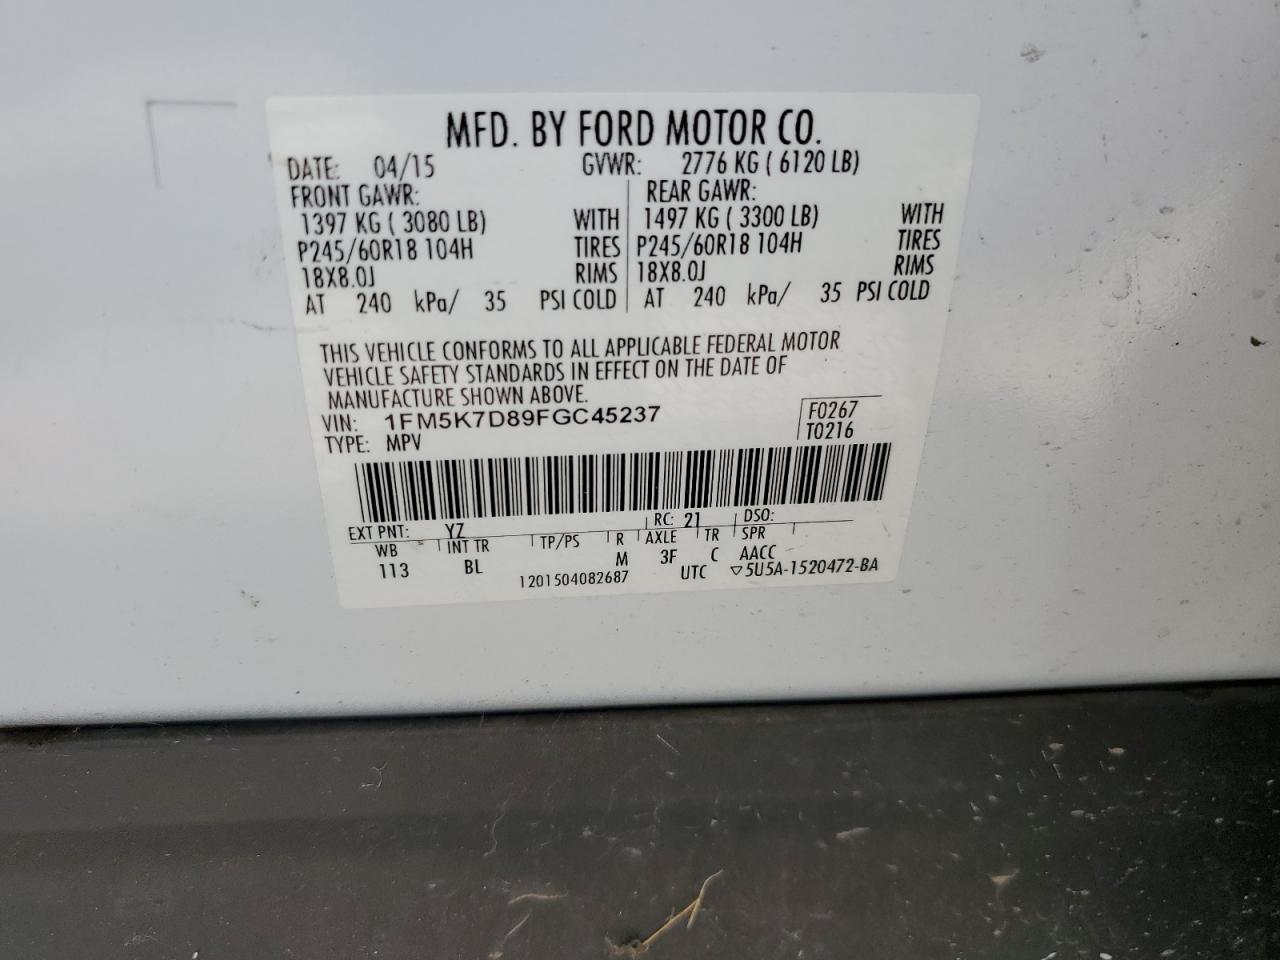 MFD. BY FORD MOTOR CO.
DATE: 04/15 GVWR: 2776 KG ( 6120 LB)
FRONT GAWR: REAR GAWR:
1397 KG ( 3080 LB) WITH 1497 KG ( 3300 LB) WITH
P245/60R18 104H TIRES P245/60R18 104H TIRES
18X8.0J RIMS 18X8.0J RIMS
AT 240 kPa/ 35 PSI COLD AT 240 kPa/ 35 PSI COLD
THIS VEHICLE CONFORMS TO ALL APPLICABLE FEDERAL MOTOR
VEHICLE SAFETY STANDARDS IN EFFECT ON THE DATE OF
MANUFACTURE SHOWN ABOVE.
VIN: 1FM5K7D89FGC45237 F0267
TYPE: MPV T0216
EXT PNT: YZ RC: 21 DSO:
WB INT TR TP/PS R AXLE TR SPR
113 BL M 3F C AACC
1201504082687 UTC ▽5U5A-1520472-BA